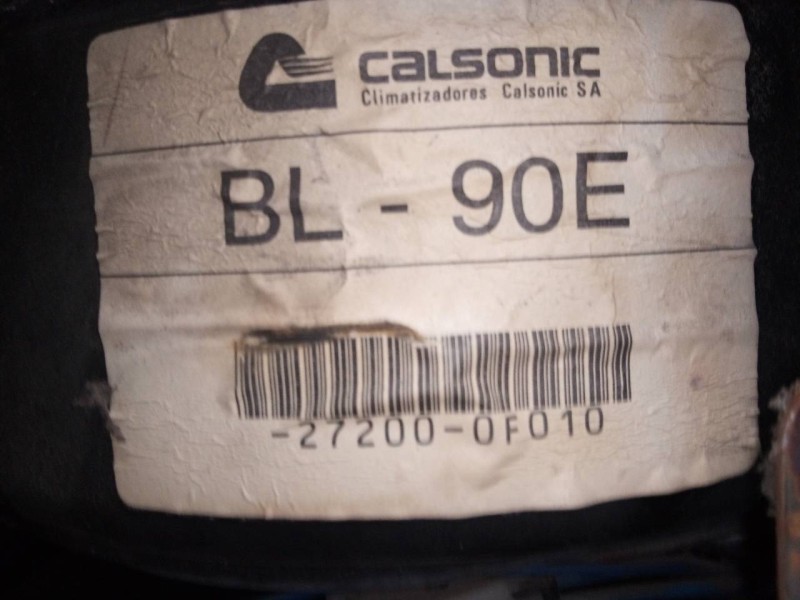 CALSONIC
Climatizadores Calsonic SA
BL - 90E
-27200-0F010